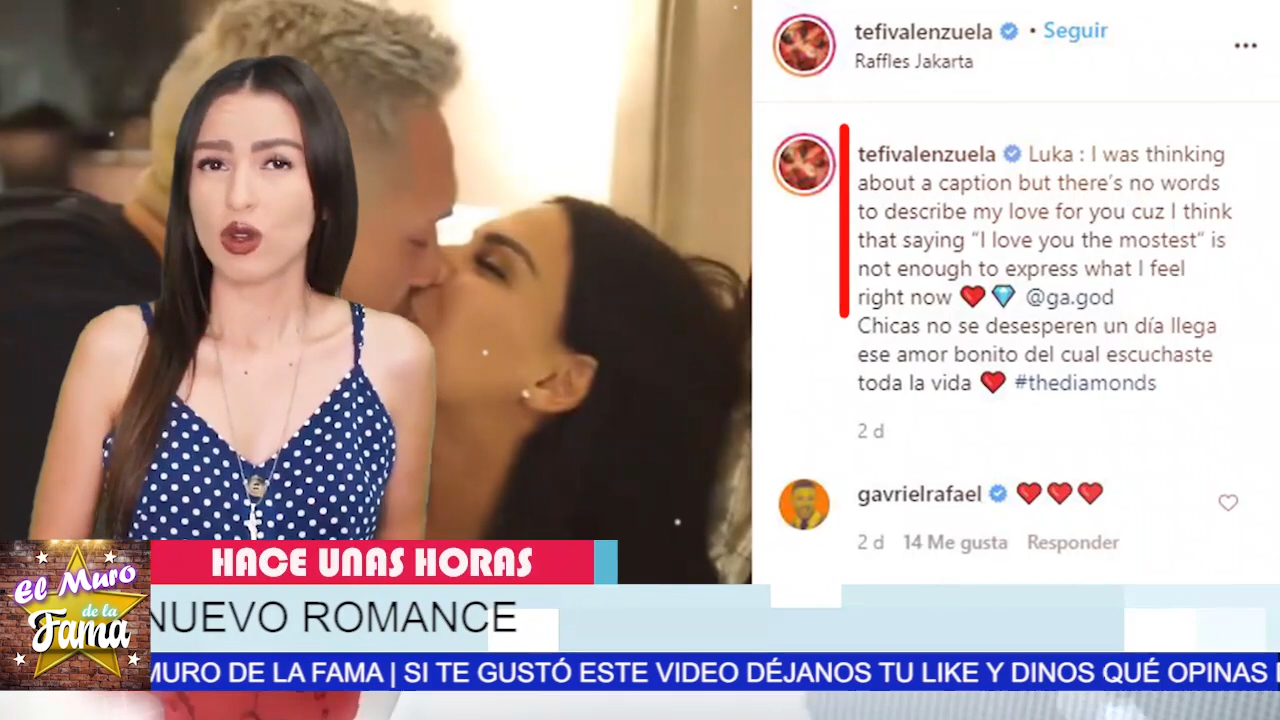 tefivalenzuela • Seguir
Raffles Jakarta
tefivalenzuela Luka : I was thinking
about a caption but there's no words
to describe my love for you cuz I think
that saying "I love you the mostest" is
not enough to express what I feel
right now ❤️💎 @ga.god
Chicas no se desesperen un día llega
ese amor bonito del cual escuchaste
toda la vida ❤️ #thediamonds
2 d
gavrielrafael ❤️❤️❤️
2 d 14 Me gusta Responder
HACE UNAS HORAS
El Muro
de la
Fama
NUEVO ROMANCE
MURO DE LA FAMA | SI TE GUSTÓ ESTE VIDEO DÉJANOS TU LIKE Y DINOS QUÉ OPINAS